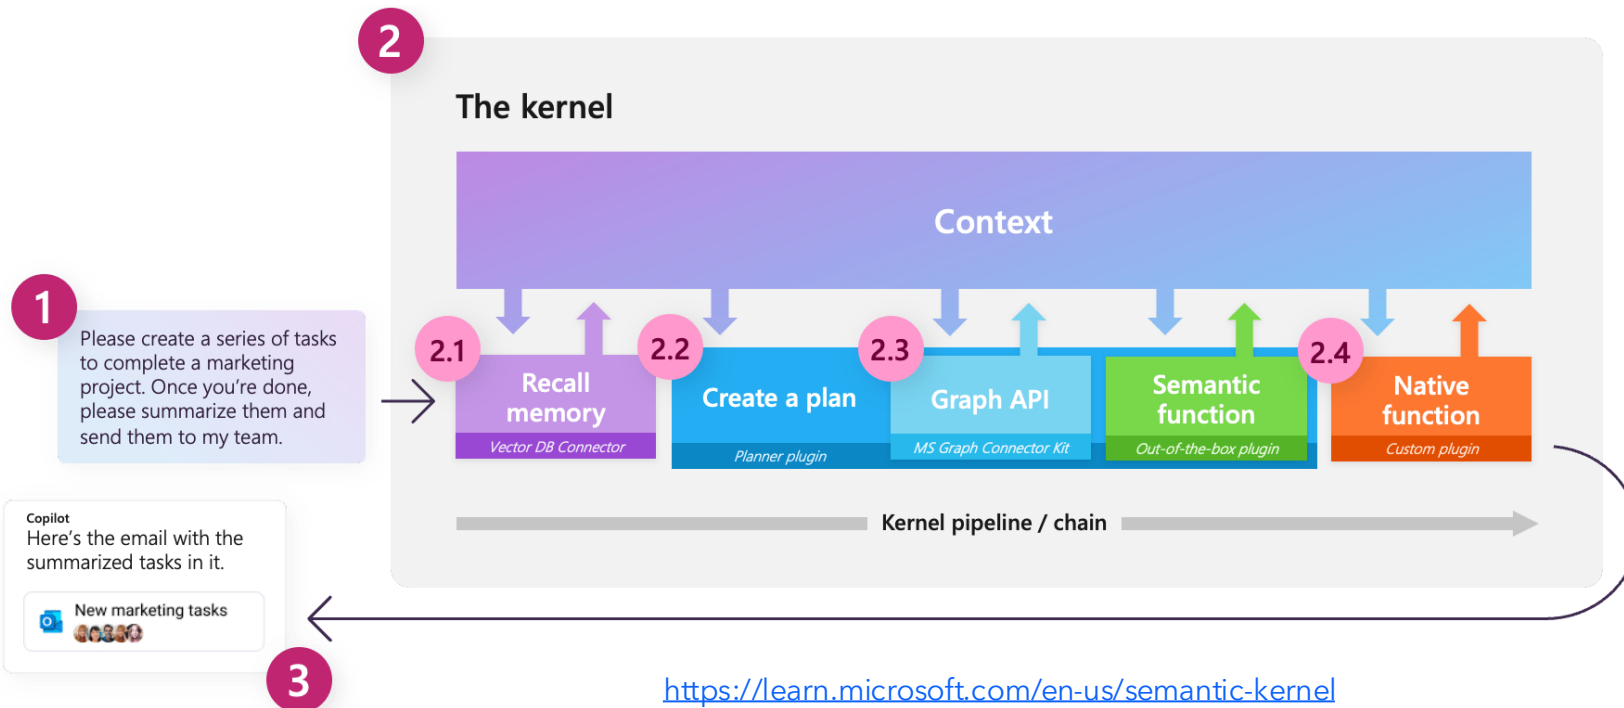 2
The kernel
Context
1
Please create a series of tasks
to complete a marketing
project. Once you’re done,
please summarize them and
send them to my team.
2.1
Recall
memory
Vector DB Connector
2.2
Create a plan
Planner plugin
2.3
Graph API
MS Graph Connector Kit
Semantic
function
Out-of-the-box plugin
2.4
Native
function
Custom plugin
Kernel pipeline / chain
Copilot
Here’s the email with the
summarized tasks in it.
New marketing tasks
3
https://learn.microsoft.com/en-us/semantic-kernel